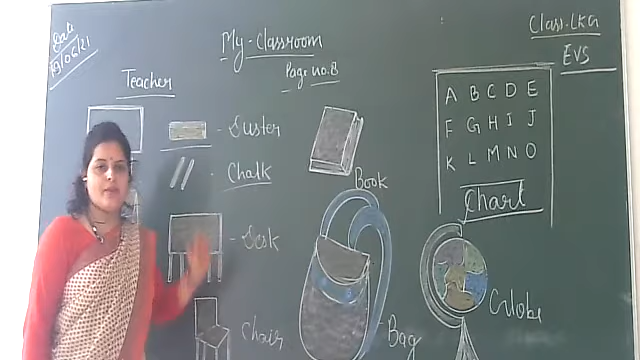 Date
19/06/21
My-Classroom
Page no.8
Class-LKG
EVS
Teacher
- Duster
- Chalk
- Desk
Chair
Book
Bag
A B C D E
F G H I J
K L M N O
Chart
Globe